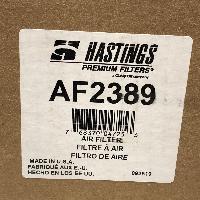 HASTINGS
PREMIUM FILTERS
AF2389
AIR FILTER
FILTRE À AIR
FILTRO DE AIRE
MADE IN U.S.A.
FABRIQUÉ AUX E.-U.
HECHO EN LOS EE.UU.